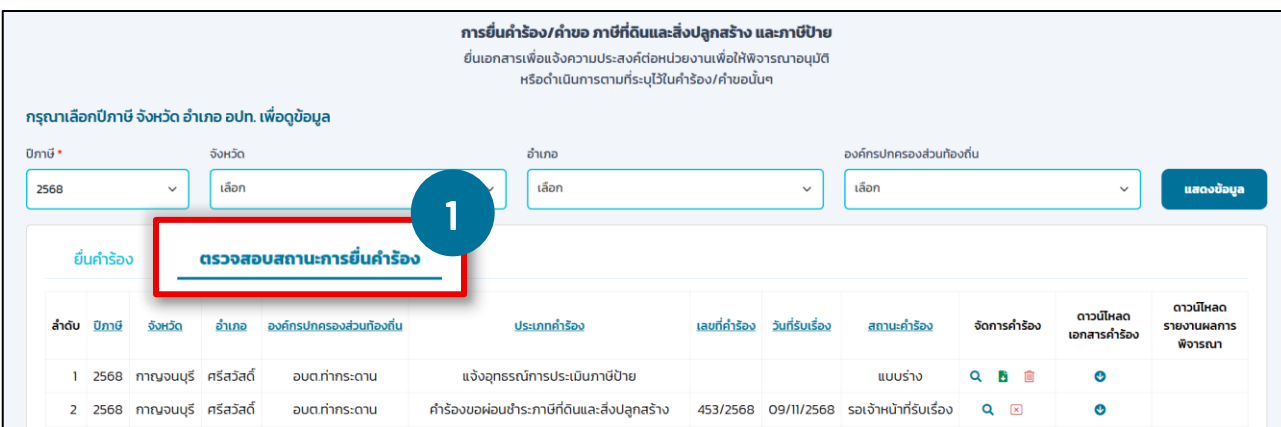 การยื่นคำร้อง/คำขอ ภาษีที่ดินและสิ่งปลูกสร้าง และภาษีป้าย
ยื่นเอกสารเพื่อแจ้งความประสงค์ต่อหน่วยงานเพื่อให้พิจารณาอนุมัติ
หรือดำเนินการตามที่ระบุไว้ในคำร้อง/คำขอนั้นๆ
กรุณาเลือกปีภาษี จังหวัด อำเภอ อปท. เพื่อดูข้อมูล
ปีภาษี * จังหวัด อำเภอ องค์กรปกครองส่วนท้องถิ่น
2568 เลือก เลือก เลือก แสดงข้อมูล
1
ยื่นคำร้อง ตรวจสอบสถานะการยื่นคำร้อง
ลำดับ ปีภาษี จังหวัด อำเภอ องค์กรปกครองส่วนท้องถิ่น ประเภทคำร้อง เลขที่คำร้อง วันที่รับเรื่อง สถานะคำร้อง จัดการคำร้อง ดาวน์โหลดเอกสารคำร้อง ดาวน์โหลดรายงานผลการพิจารณา
1 2568 กาญจนบุรี ศรีสวัสดิ์ อบต.ท่ากระดาน แจ้งอุทธรณ์การประเมินภาษีป้าย แบบร่าง
2 2568 กาญจนบุรี ศรีสวัสดิ์ อบต.ท่ากระดาน คำร้องขอผ่อนชำระภาษีที่ดินและสิ่งปลูกสร้าง 453/2568 09/11/2568 รอเจ้าหน้าที่รับเรื่อง